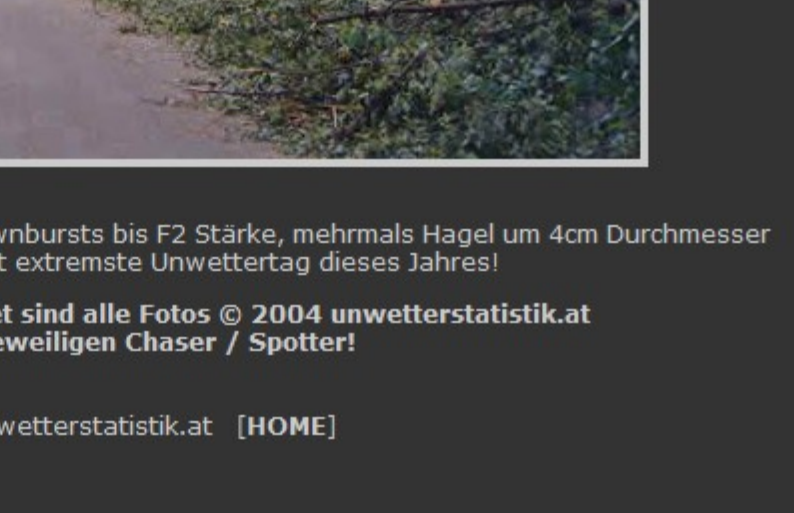 wnbursts bis F2 Stärke, mehrmals Hagel um 4cm Durchmesser
t extremste Unwettertag dieses Jahres!
et sind alle Fotos © 2004 unwetterstatistik.at
eweiligen Chaser / Spotter!
wetterstatistik.at [HOME]